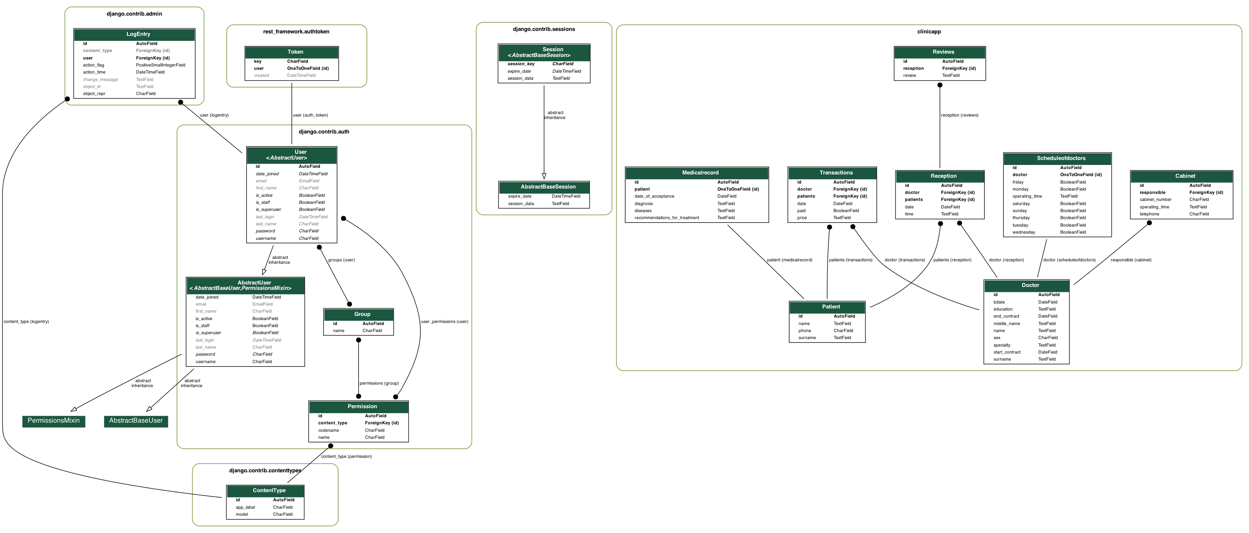 django.contrib.admin
LogEntry
id AutoField
content_type ForeignKey (id)
user ForeignKey (id)
action_flag PositiveSmallIntegerField
action_time DateTimeField
change_message TextField
object_id TextField
object_repr CharField
rest_framework.authtoken
Token
key CharField
user OneToOneField (id)
created DateTimeField
user (logentry)
user (auth_token)
content_type (logentry)
django.contrib.auth
User
<AbstractUser>
id AutoField
date_joined DateTimeField
email EmailField
first_name CharField
is_active BooleanField
is_staff BooleanField
is_superuser BooleanField
last_login DateTimeField
last_name CharField
password CharField
username CharField
abstract
inheritance
groups (user)
user_permissions (user)
AbstractUser
<AbstractBaseUser,PermissionsMixin>
date_joined DateTimeField
email EmailField
first_name CharField
is_active BooleanField
is_staff BooleanField
is_superuser BooleanField
last_login DateTimeField
last_name CharField
password CharField
username CharField
Group
id AutoField
name CharField
abstract
inheritance
abstract
inheritance
permissions (group)
PermissionsMixin
AbstractBaseUser
Permission
id AutoField
content_type ForeignKey (id)
codename CharField
name CharField
content_type (permission)
django.contrib.contenttypes
ContentType
id AutoField
app_label CharField
model CharField
django.contrib.sessions
Session
<AbstractBaseSession>
session_key CharField
expire_date DateTimeField
session_data TextField
abstract
inheritance
AbstractBaseSession
expire_date DateTimeField
session_data TextField
clinicapp
Reviews
id AutoField
reception ForeignKey (id)
review TextField
reception (reviews)
Medicalrecord
id AutoField
patient OneToOneField (id)
date_of_acceptance DateField
diagnosis TextField
diseases TextField
recommendations_for_treatment TextField
Transactions
id AutoField
doctor ForeignKey (id)
patients ForeignKey (id)
date DateField
paid BooleanField
price TextField
Reception
id AutoField
doctor ForeignKey (id)
patients ForeignKey (id)
date DateField
time TextField
Scheduleofdoctors
id AutoField
doctor OneToOneField (id)
friday BooleanField
monday BooleanField
operating_time TextField
saturday BooleanField
sunday BooleanField
thursday BooleanField
tuesday BooleanField
wednesday BooleanField
Cabinet
id AutoField
responsible ForeignKey (id)
cabinet_number CharField
operating_time TextField
telephone CharField
patient (medicalrecord)
patients (transactions)
doctor (transactions)
patients (reception)
doctor (reception)
doctor (scheduleofdoctors)
responsible (cabinet)
Patient
id AutoField
name TextField
phone CharField
surname TextField
Doctor
id AutoField
bdate DateField
education TextField
end_contract DateField
middle_name TextField
name TextField
sex CharField
specialty TextField
start_contract DateField
surname TextField